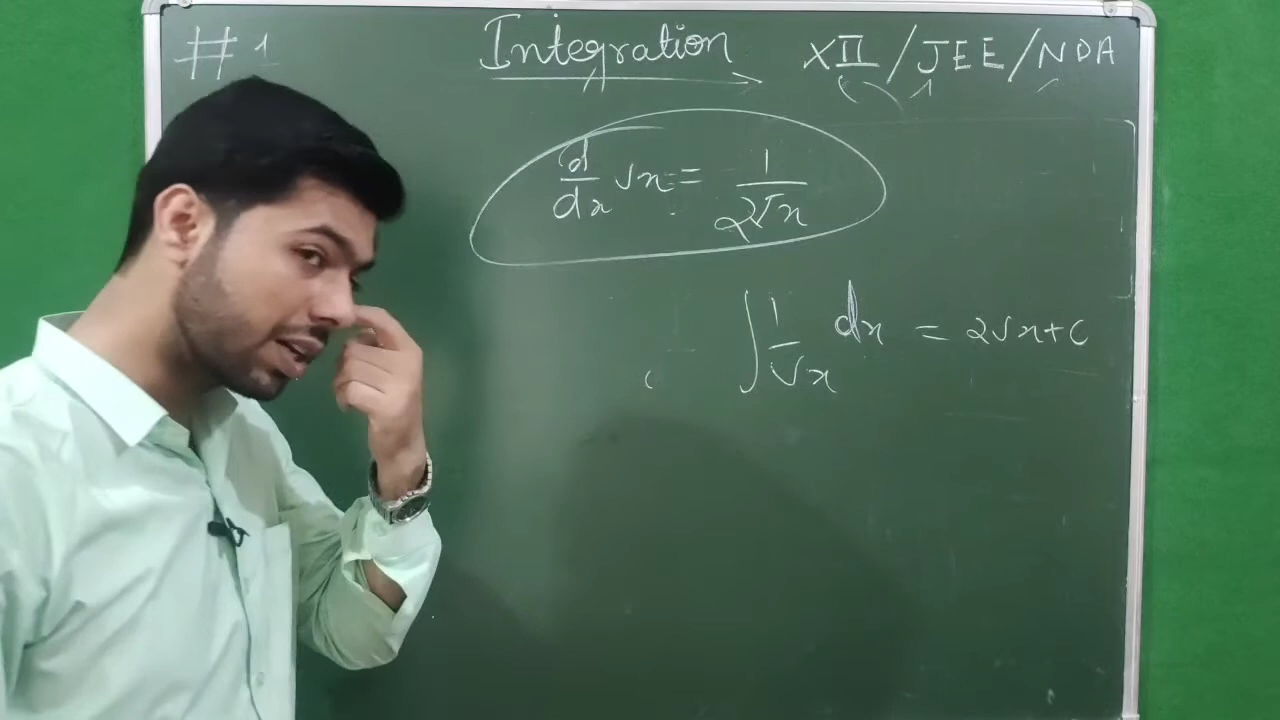 #1 Integration XII/JEE/NDA
d/dx √x = 1/2√x
∫ 1/√x dx = 2√x+c